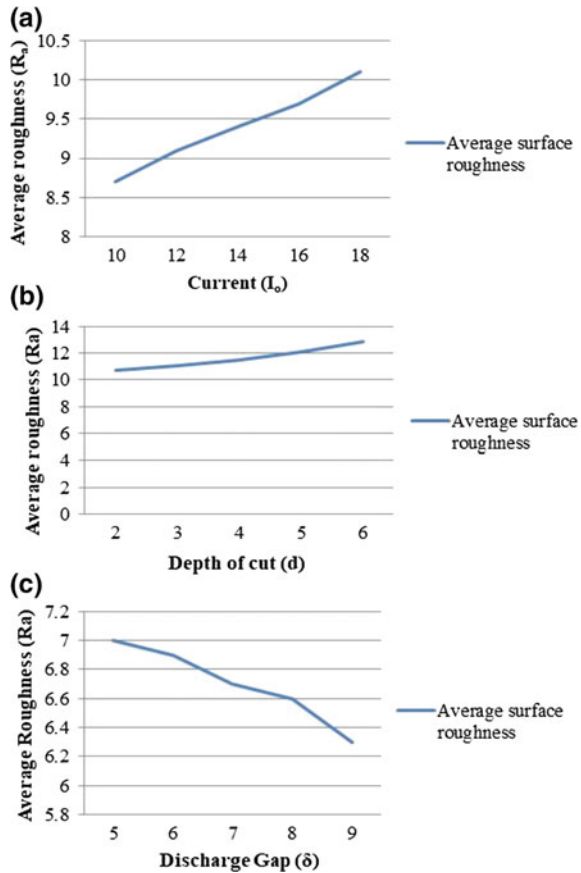 (a)
Average roughness (Rₐ)
10.5
10
9.5
9
8.5
8
10 12 14 16 18
Current (Iₒ)
Average surface
roughness
(b)
Average roughness (Ra)
14
12
10
8
6
4
2
0
2 3 4 5 6
Depth of cut (d)
Average surface
roughness
(c)
Average Roughness (Ra)
7.2
7
6.8
6.6
6.4
6.2
6
5.8
5 6 7 8 9
Discharge Gap (δ)
Average surface
roughness